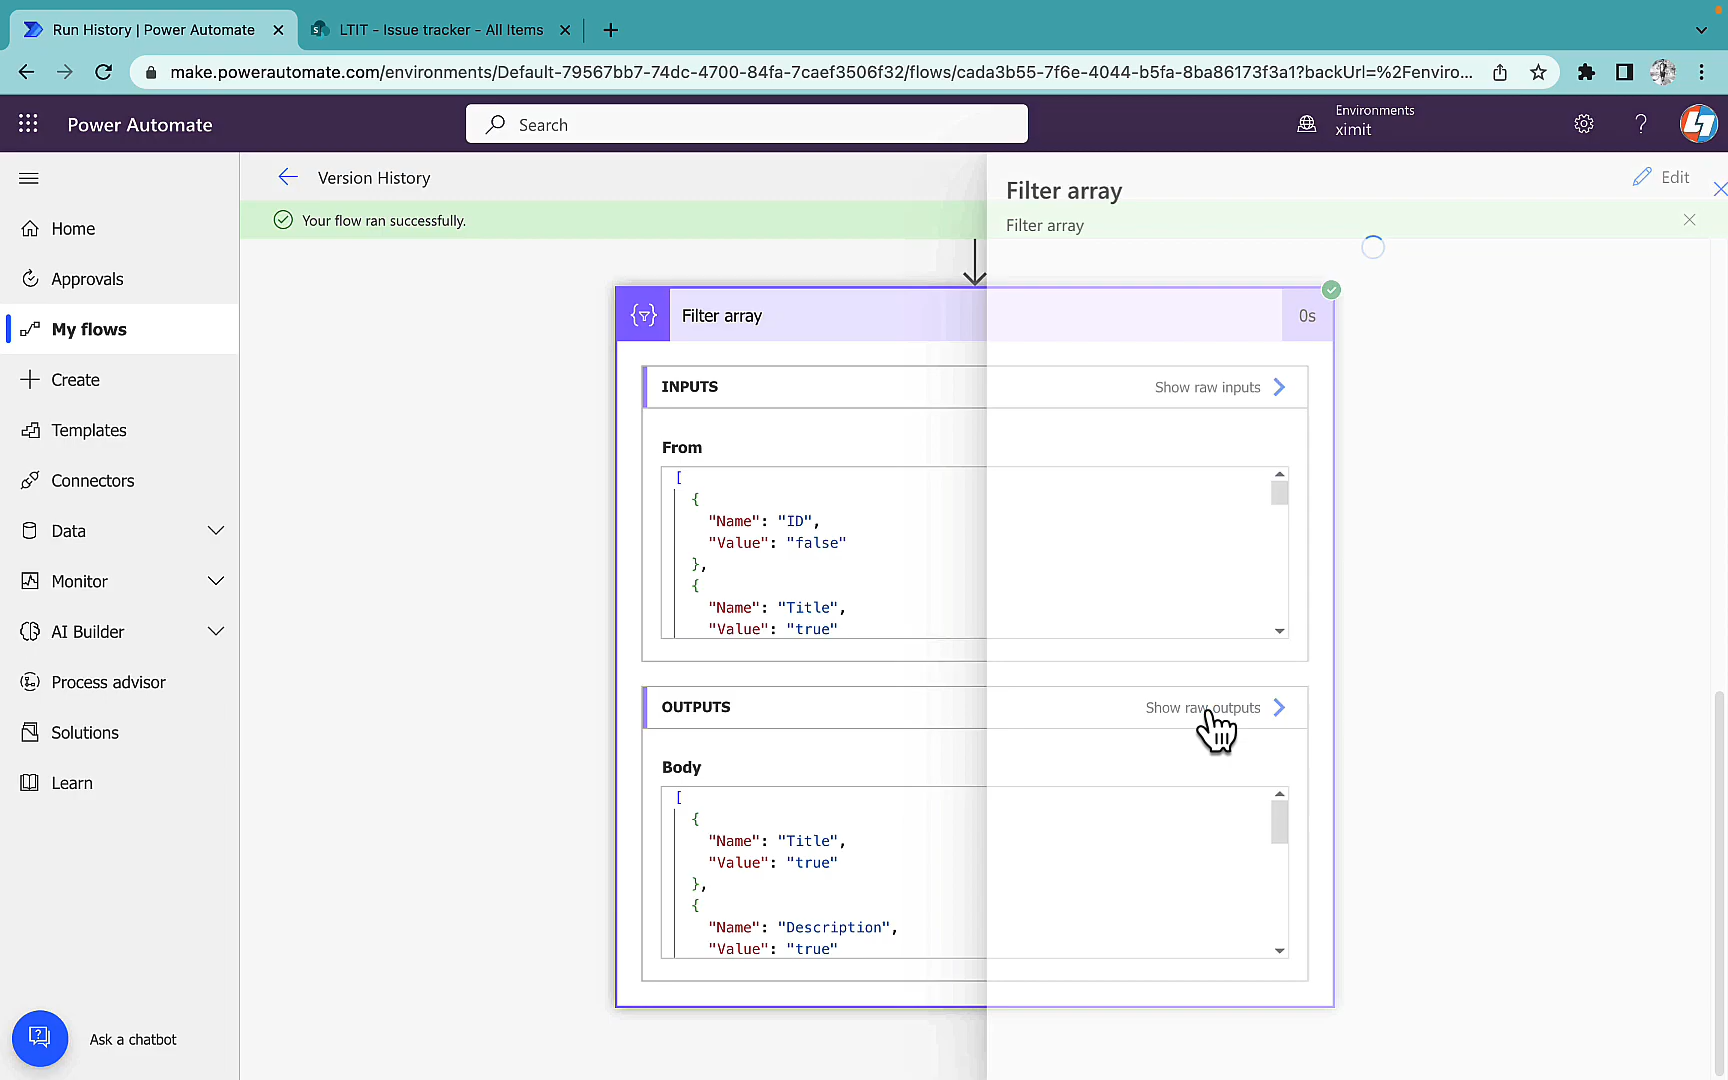 Run History | Power Automate
LTIT - Issue tracker - All Items
make.powerautomate.com/environments/Default-79567bb7-74dc-4700-84fa-7caef3506f32/flows/cada3b55-7f6e-4044-b5fa-8ba86173f3a1?backUrl=%2Fenviro...
Power Automate
Search
Environments
ximit
Home
Approvals
My flows
Create
Templates
Connectors
Data
Monitor
AI Builder
Process advisor
Solutions
Learn
Ask a chatbot
Version History
Edit
Your flow ran successfully.
Filter array
Filter array
Filter array
0s
INPUTS
Show raw inputs
From
[
{
"Name": "ID",
"Value": "false"
},
{
"Name": "Title",
"Value": "true"
OUTPUTS
Show raw outputs
Body
[
{
"Name": "Title",
"Value": "true"
},
{
"Name": "Description",
"Value": "true"